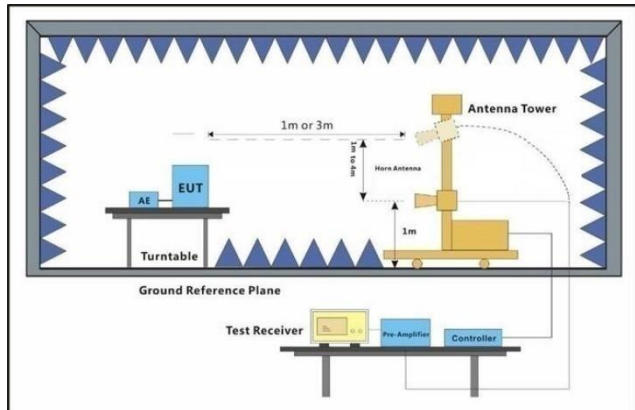 1m or 3m
Antenna Tower
1m to 4m
Horn Antenna
EUT
AE
1m
Turntable
Ground Reference Plane
Test Receiver
Pre-Amplifier
Controller